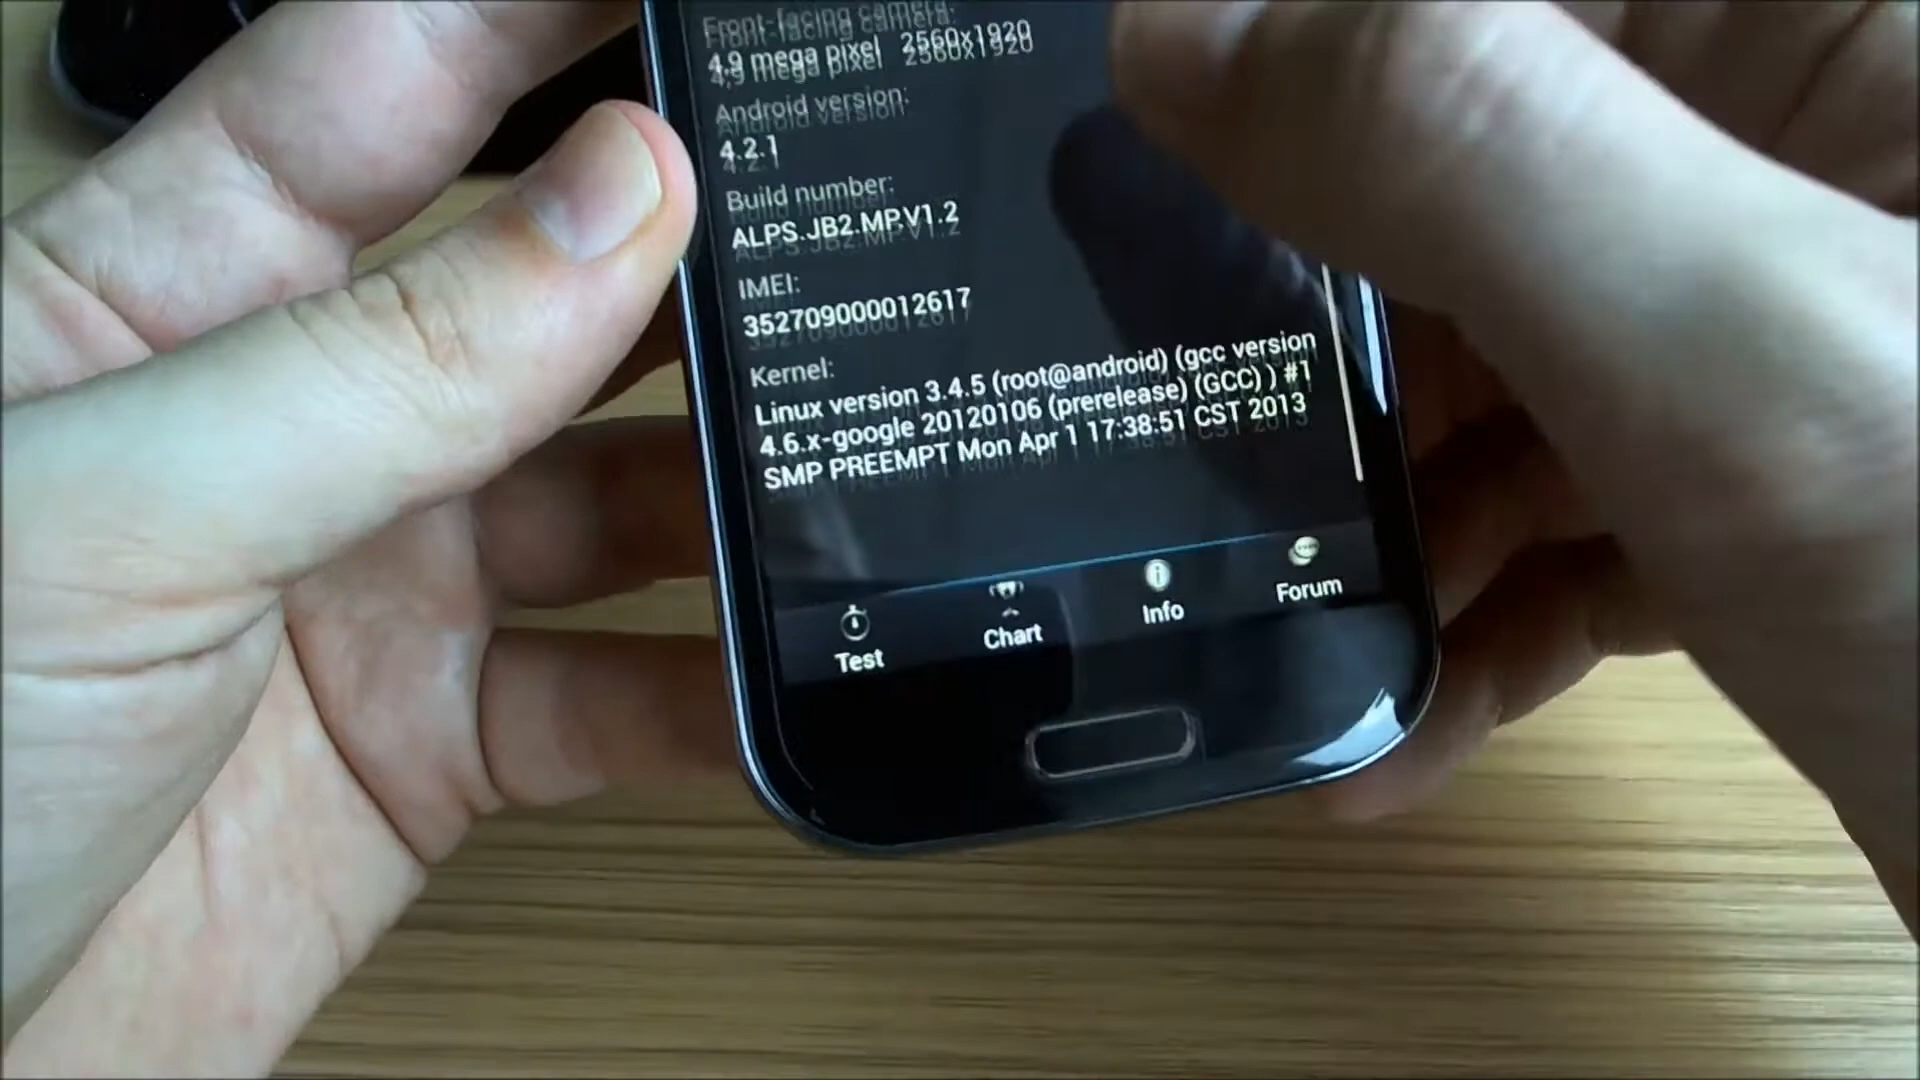 Front-facing camera:
4,9 mega pixel 2560x1920
Android version:
4.2.1
Build number:
ALPS.JB2.MP.V1.2
IMEI:
352709000012617
Kernel:
Linux version 3.4.5 (root@android) (gcc version
4.6.x-google 20120106 (prerelease) (GCC) ) #1
SMP PREEMPT Mon Apr 1 17:38:51 CST 2013
Test
Chart
Info
Forum